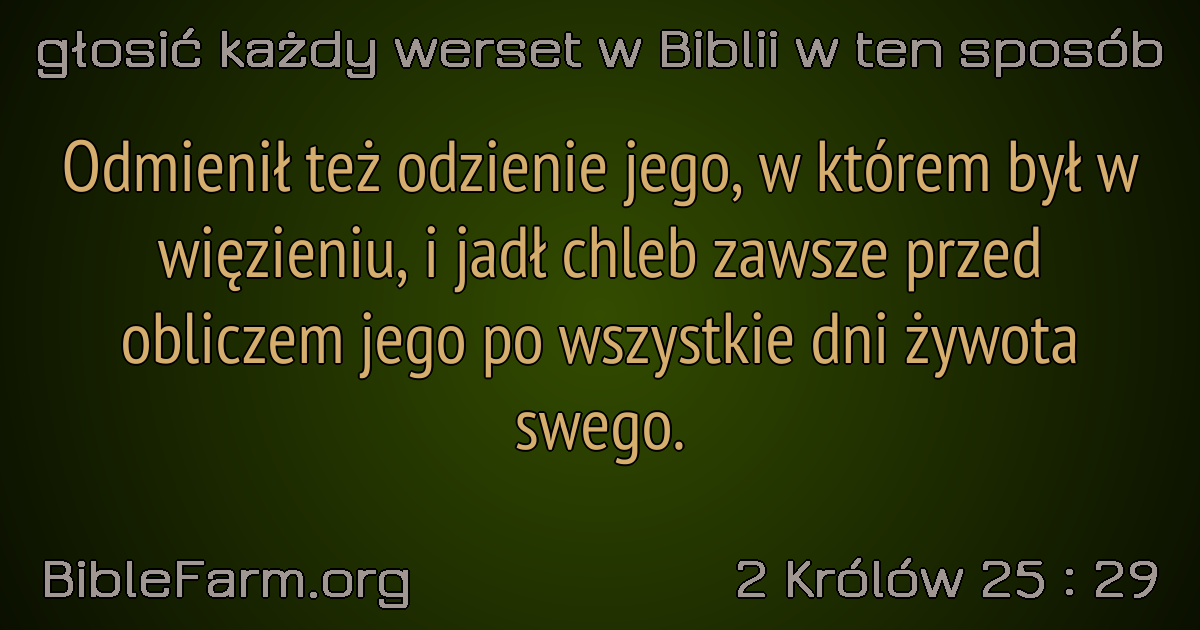 głosić każdy werset w Biblii w ten sposób
Odmienił też odzienie jego, w którem był w
więzieniu, i jadł chleb zawsze przed
obliczem jego po wszystkie dni żywota
swego.
BibleFarm.org
2 Królów 25 : 29